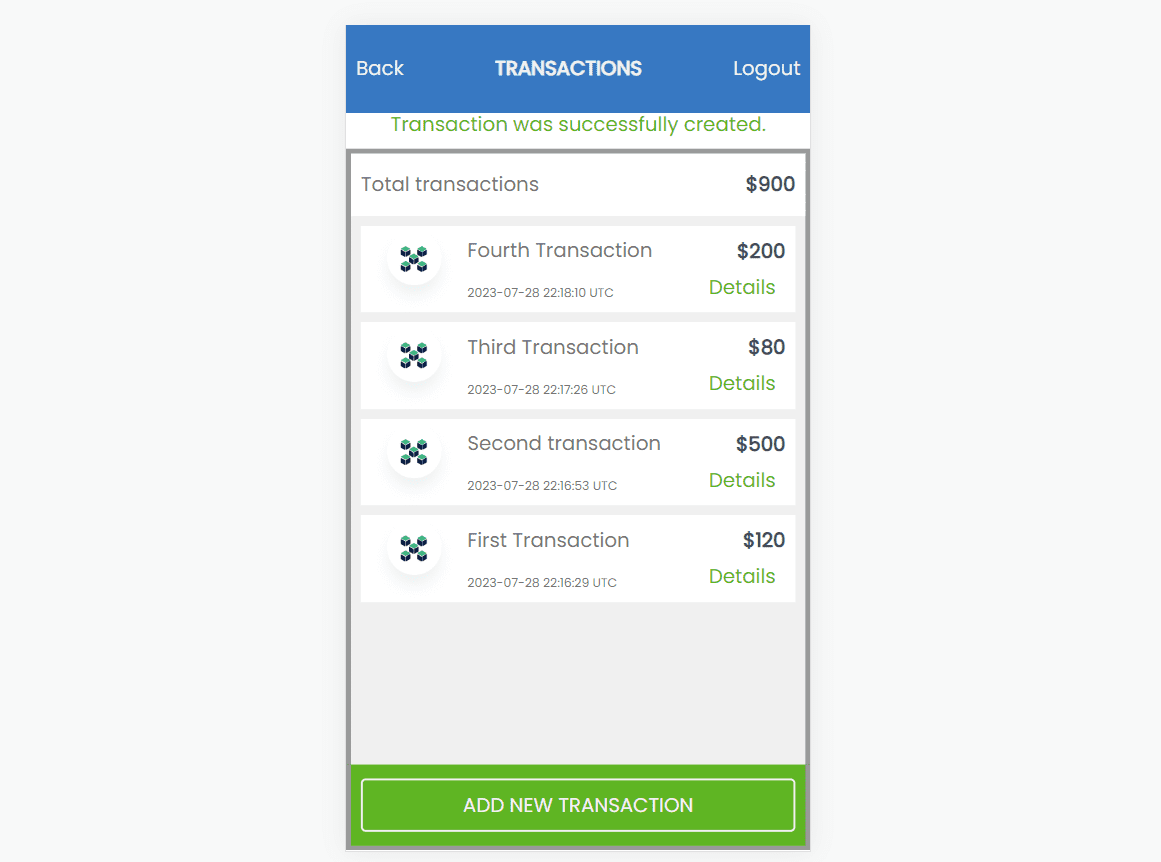 Back TRANSACTIONS Logout
Transaction was successfully created.
Total transactions $900
Fourth Transaction $200
2023-07-28 22:18:10 UTC Details
Third Transaction $80
2023-07-28 22:17:26 UTC Details
Second transaction $500
2023-07-28 22:16:53 UTC Details
First Transaction $120
2023-07-28 22:16:29 UTC Details
ADD NEW TRANSACTION